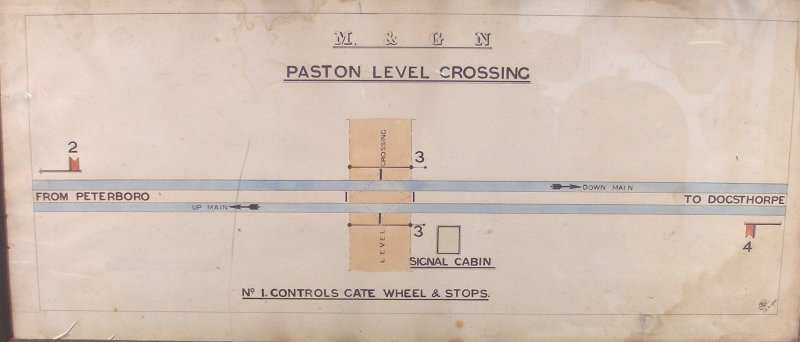 M. & G N
PASTON LEVEL CROSSING
CROSSING
2
3
DOWN MAIN
FROM PETERBORO
TO DOCSTHORPE
UP MAIN
3
4
LEVEL
SIGNAL CABIN
Nº 1. CONTROLS GATE WHEEL & STOPS.